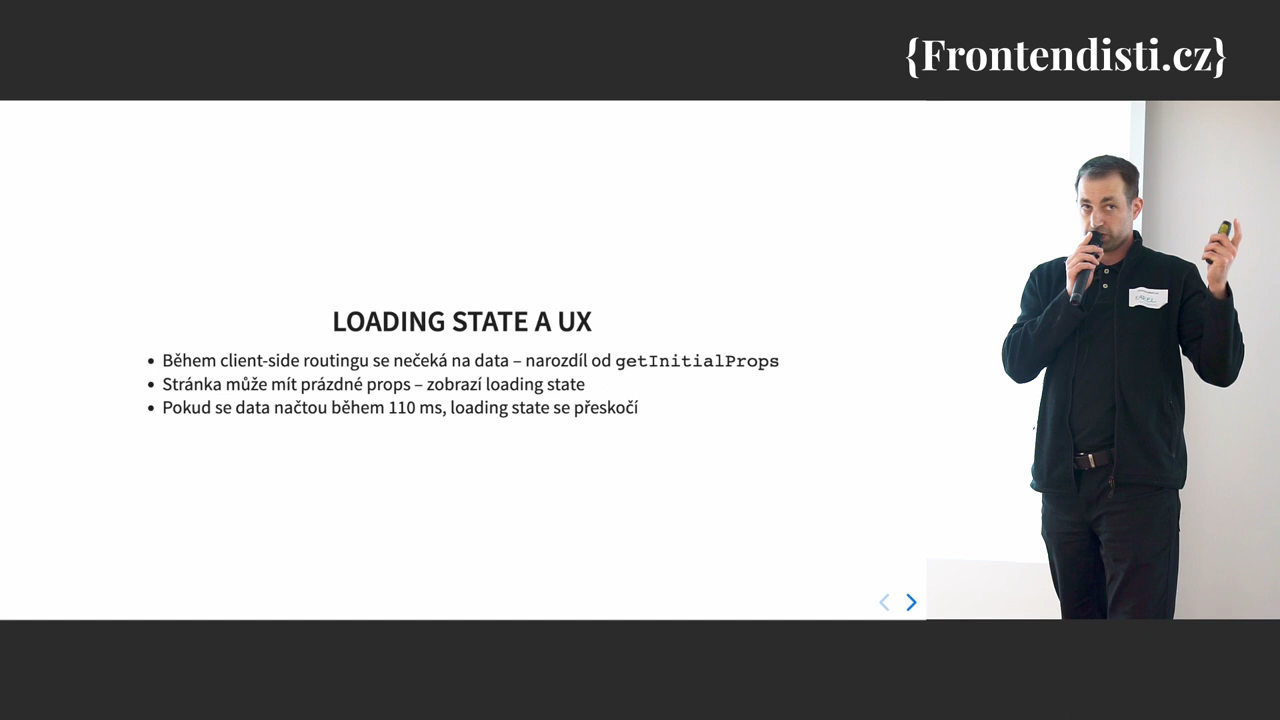 {Frontendisti.cz}
LOADING STATE A UX
• Během client-side routingu se nečeká na data – narozdíl od getInitialProps
• Stránka může mít prázdné props – zobrazí loading state
• Pokud se data načtou během 110 ms, loading state se přeskočí